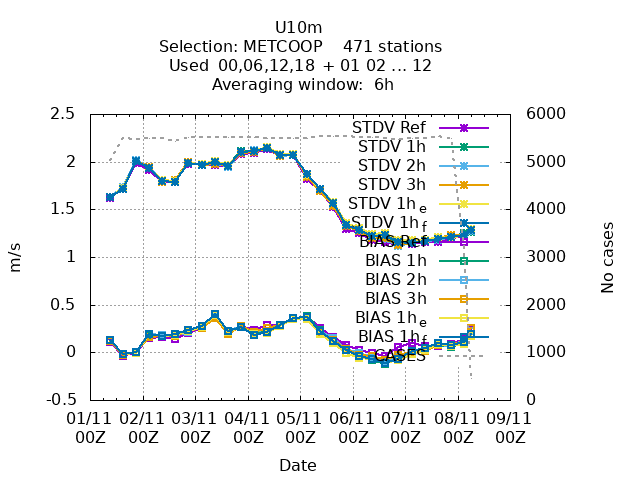 U10m
Selection: METCOOP    471 stations
Used  00,06,12,18 + 01 02 ... 12
Averaging window:  6h
2.5
2
1.5
1
0.5
0
-0.5
m/s
6000
5000
4000
3000
2000
1000
0
No cases
STDV Ref
STDV 1h
STDV 2h
STDV 3h
STDV 1h e
STDV 1h f
BIAS Ref
BIAS 1h
BIAS 2h
BIAS 3h
BIAS 1h e
BIAS 1h f
CASES
01/11 02/11 03/11 04/11 05/11 06/11 07/11 08/11 09/11
00Z 00Z 00Z 00Z 00Z 00Z 00Z 00Z 00Z
Date